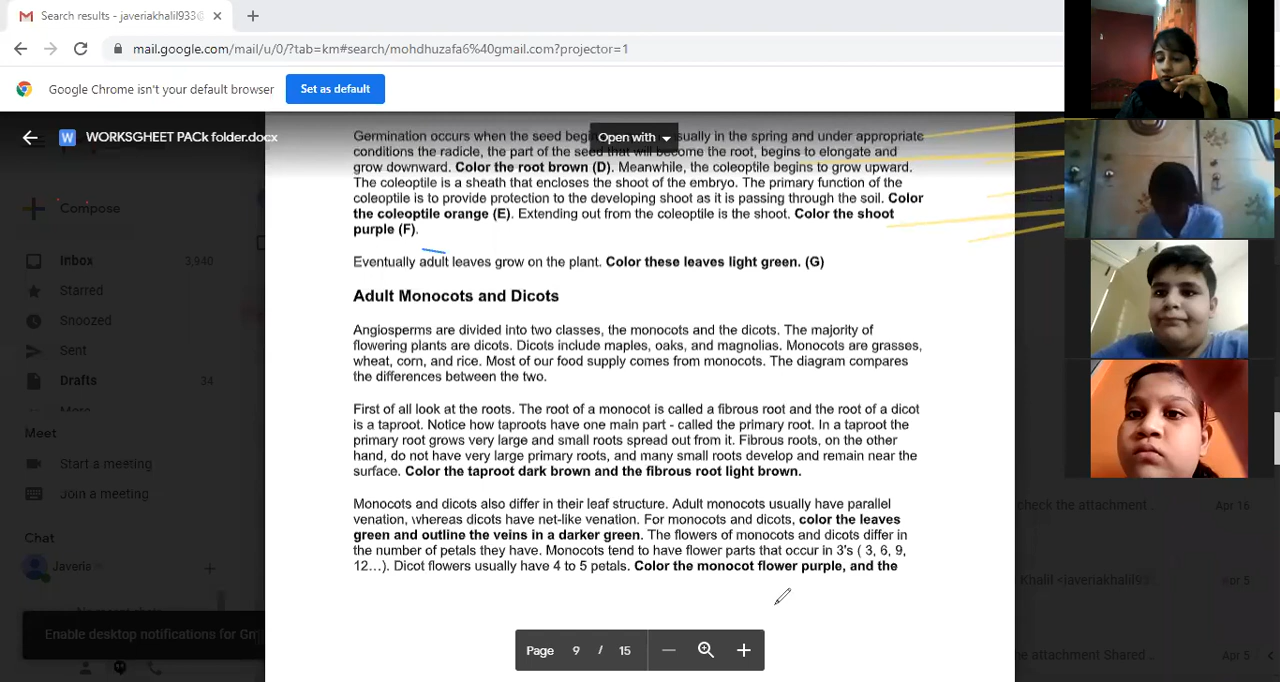 Search results - javeriakhalil933@
mail.google.com/mail/u/0/?tab=km#search/mohdhuzafa6%40gmail.com?projector=1
Google Chrome isn't your default browser
Set as default
WORKSGHEET PACk folder.docx
Open with
Compose
Inbox 3,940
Starred
Snoozed
Sent
Drafts 34
More
Meet
Start a meeting
Join a meeting
Chat
Javeria
Enable desktop notifications for Gm
Germination occurs when the seed begi usually in the spring and under appropriate
conditions the radicle, the part of the seed that will become the root, begins to elongate and
grow downward. Color the root brown (D). Meanwhile, the coleoptile begins to grow upward.
The coleoptile is a sheath that encloses the shoot of the embryo. The primary function of the
coleoptile is to provide protection to the developing shoot as it is passing through the soil. Color
the coleoptile orange (E). Extending out from the coleoptile is the shoot. Color the shoot
purple (F).
Eventually adult leaves grow on the plant. Color these leaves light green. (G)
Adult Monocots and Dicots
Angiosperms are divided into two classes, the monocots and the dicots. The majority of
flowering plants are dicots. Dicots include maples, oaks, and magnolias. Monocots are grasses,
wheat, corn, and rice. Most of our food supply comes from monocots. The diagram compares
the differences between the two.
First of all look at the roots. The root of a monocot is called a fibrous root and the root of a dicot
is a taproot. Notice how taproots have one main part - called the primary root. In a taproot the
primary root grows very large and small roots spread out from it. Fibrous roots, on the other
hand, do not have very large primary roots, and many small roots develop and remain near the
surface. Color the taproot dark brown and the fibrous root light brown.
Monocots and dicots also differ in their leaf structure. Adult monocots usually have parallel
venation, whereas dicots have net-like venation. For monocots and dicots, color the leaves
green and outline the veins in a darker green. The flowers of monocots and dicots differ in
the number of petals they have. Monocots tend to have flower parts that occur in 3's ( 3, 6, 9,
12…). Dicot flowers usually have 4 to 5 petals. Color the monocot flower purple, and the
Page 9 / 15
check the attachment Apr 16
Khalil <javeriakhalil93 Apr 5
he attachment Shared Apr 5